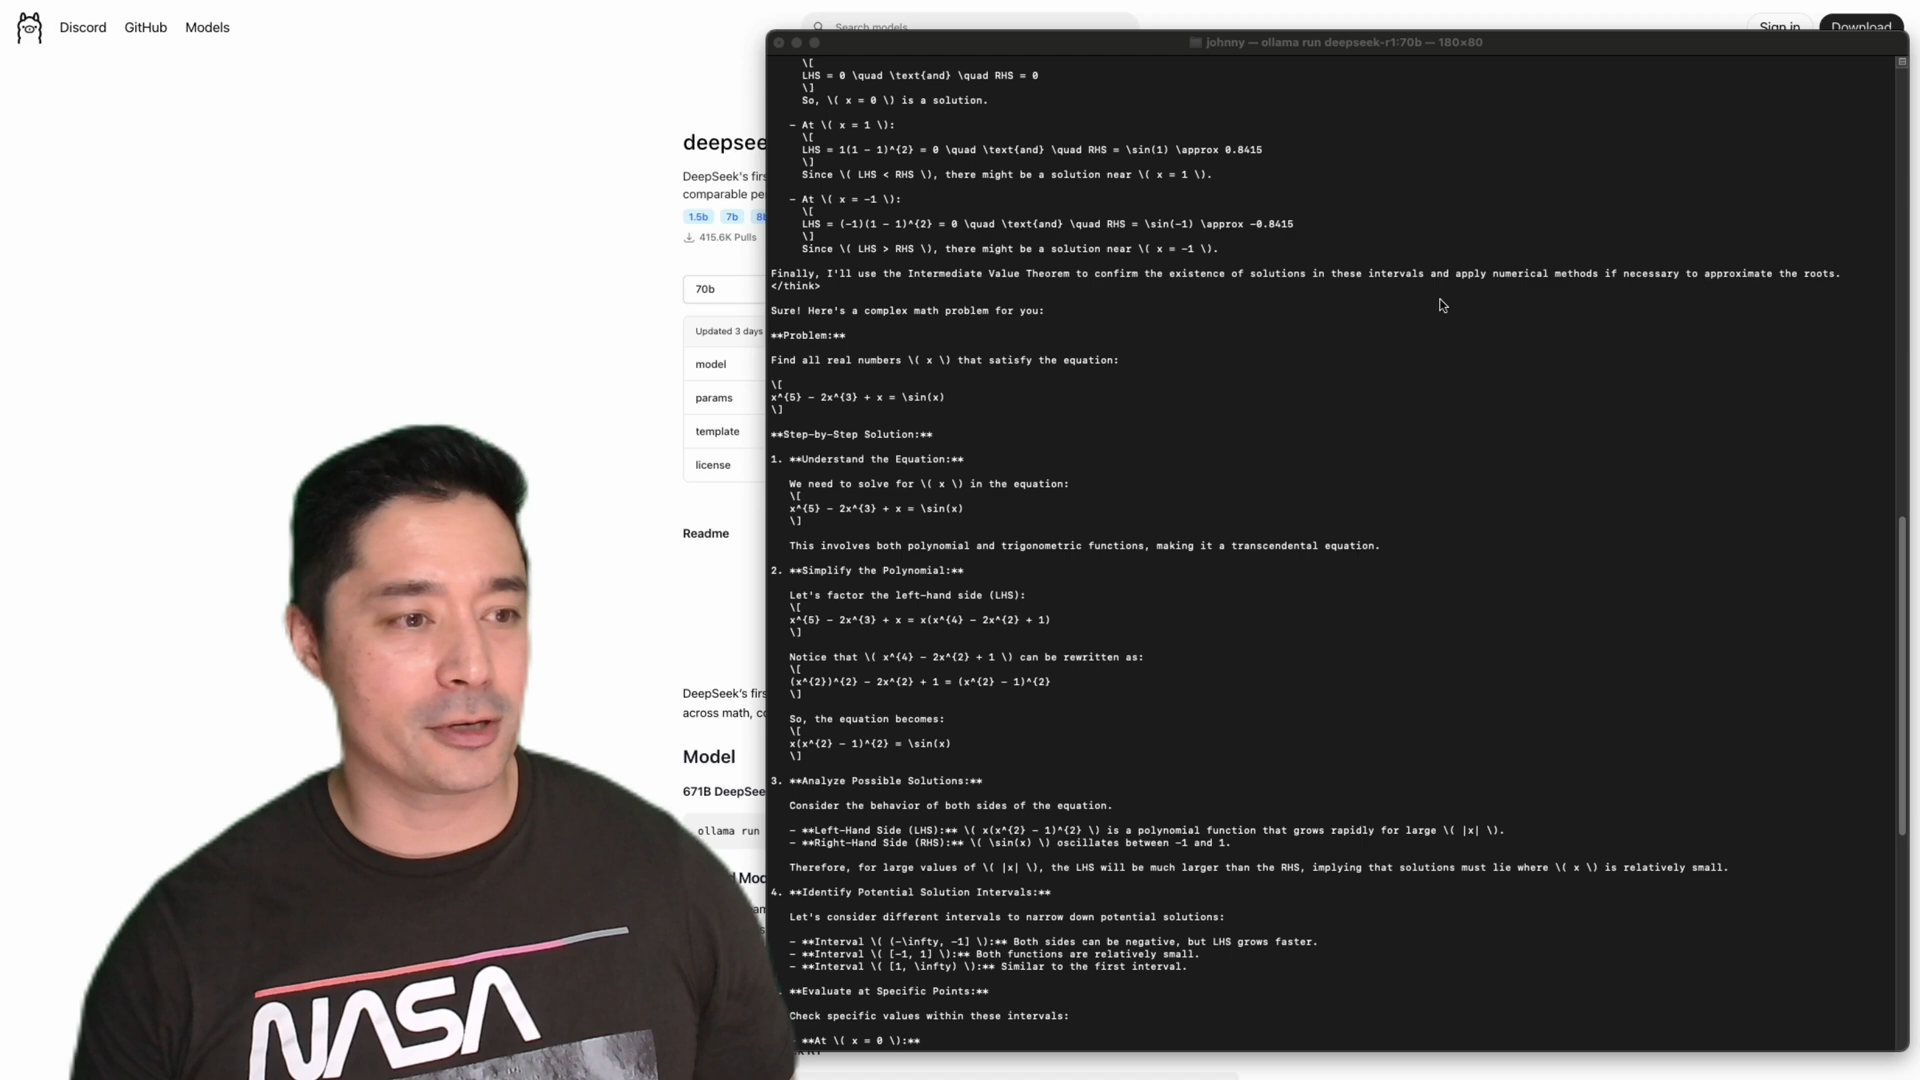 Discord GitHub Models
Search models
Sign in Download
johnny — ollama run deepseek-r1:70b — 180×80
deepsee
DeepSeek's firs
comparable pe
1.5b 7b 8b
415.6K Pulls
70b
Updated 3 days
model
params
template
license
Readme
DeepSeek's firs
across math, co
Model
671B DeepSee
ollama run
\[
LHS = 0 \quad \text{and} \quad RHS = 0
\]
So, \( x = 0 \) is a solution.
– At \( x = 1 \):
\[
LHS = 1(1 – 1)^{2} = 0 \quad \text{and} \quad RHS = \sin(1) \approx 0.8415
\]
Since \( LHS < RHS \), there might be a solution near \( x = 1 \).
– At \( x = –1 \):
\[
LHS = (–1)(1 – 1)^{2} = 0 \quad \text{and} \quad RHS = \sin(–1) \approx –0.8415
\]
Since \( LHS > RHS \), there might be a solution near \( x = –1 \).
Finally, I'll use the Intermediate Value Theorem to confirm the existence of solutions in these intervals and apply numerical methods if necessary to approximate the roots.
</think>
Sure! Here's a complex math problem for you:
**Problem:**
Find all real numbers \( x \) that satisfy the equation:
\[
x^{5} – 2x^{3} + x = \sin(x)
\]
**Step–by–Step Solution:**
1. **Understand the Equation:**
We need to solve for \( x \) in the equation:
\[
x^{5} – 2x^{3} + x = \sin(x)
\]
This involves both polynomial and trigonometric functions, making it a transcendental equation.
2. **Simplify the Polynomial:**
Let's factor the left–hand side (LHS):
\[
x^{5} – 2x^{3} + x = x(x^{4} – 2x^{2} + 1)
\]
Notice that \( x^{4} – 2x^{2} + 1 \) can be rewritten as:
\[
(x^{2})^{2} – 2x^{2} + 1 = (x^{2} – 1)^{2}
\]
So, the equation becomes:
\[
x(x^{2} – 1)^{2} = \sin(x)
\]
3. **Analyze Possible Solutions:**
Consider the behavior of both sides of the equation.
– **Left–Hand Side (LHS):** \( x(x^{2} – 1)^{2} \) is a polynomial function that grows rapidly for large \( |x| \).
– **Right–Hand Side (RHS):** \( \sin(x) \) oscillates between –1 and 1.
Therefore, for large values of \( |x| \), the LHS will be much larger than the RHS, implying that solutions must lie where \( x \) is relatively small.
4. **Identify Potential Solution Intervals:**
Let's consider different intervals to narrow down potential solutions:
– **Interval \( (–\infty, –1] \):** Both sides can be negative, but LHS grows faster.
– **Interval \( [–1, 1] \):** Both functions are relatively small.
– **Interval \( [1, \infty) \):** Similar to the first interval.
. **Evaluate at Specific Points:**
Check specific values within these intervals:
**At \( x = 0 \):**
NASA